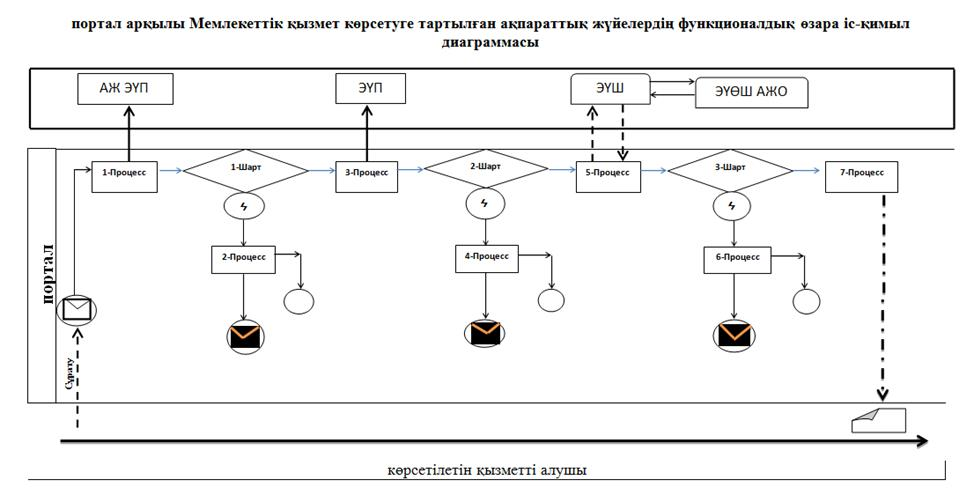 портал арқылы Мемлекеттік қызмет көрсетуге тартылған ақпараттық жүйелердің функционалдық өзара іс-қимыл
диаграммасы
АЖ ЭҮП
ЭҮП
ЭҮШ
ЭҮӨШ АЖО
1-Процесс
1-Шарт
3-Процесс
2-Шарт
5-Процесс
3-Шарт
7-Процесс
2-Процесс
4-Процесс
6-Процесс
портал
Сұрату
көрсетілетін қызметті алушы